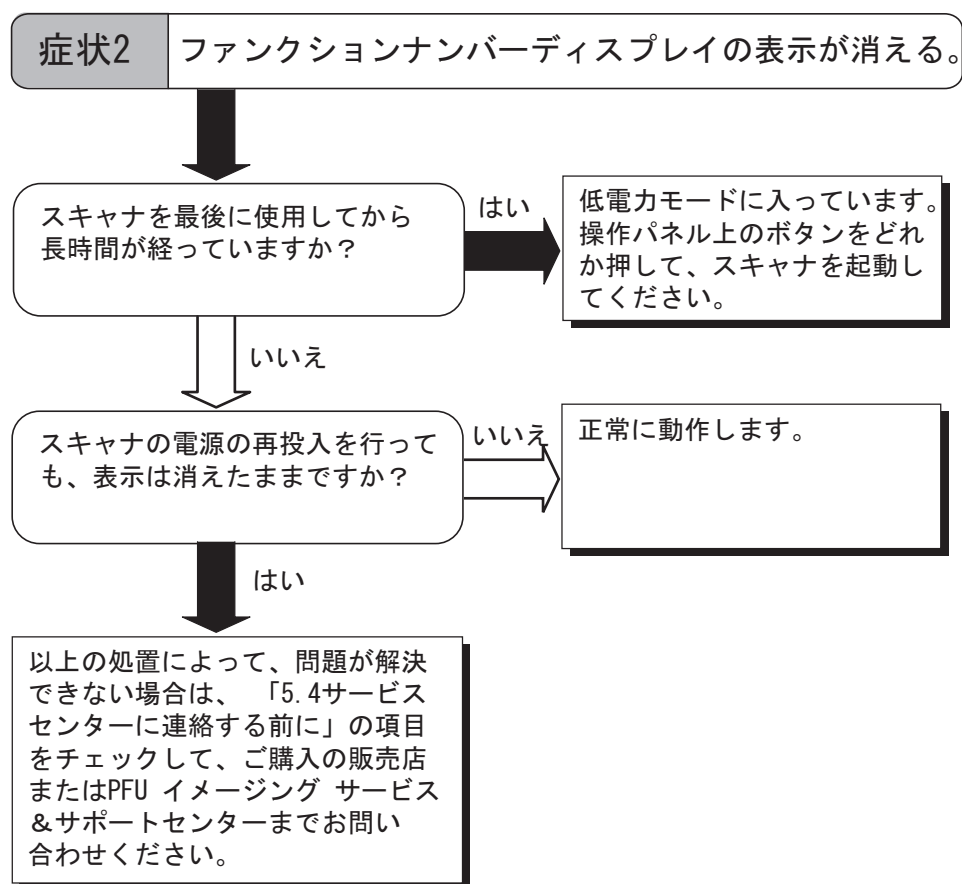 症状2
ファンクションナンバーディスプレイの表示が消える。
スキャナを最後に使用してから
長時間が経っていますか？
はい
低電力モードに入っています。
操作パネル上のボタンをどれ
か押して、スキャナを起動し
てください。
いいえ
スキャナの電源の再投入を行って
も、表示は消えたままですか？
いいえ
正常に動作します。
はい
以上の処置によって、問題が解決
できない場合は、 「5.4サービス
センターに連絡する前に」の項目
をチェックして、ご購入の販売店
またはPFU イメージング サービス
＆サポートセンターまでお問い
合わせください。